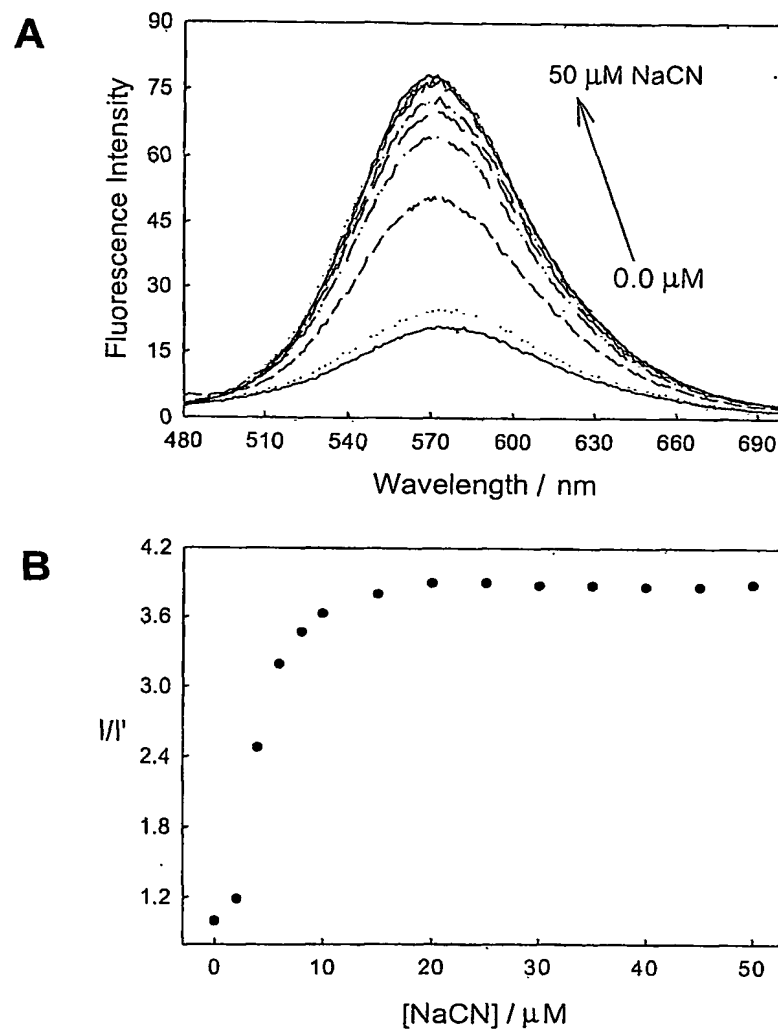 A
90
75
60
45
30
15
0
Fluorescence Intensity
50 μM NaCN
0.0 μM
480 510 540 570 600 630 660 690
Wavelength / nm
B
4.2
3.6
3.0
2.4
1.8
1.2
I/I'
0 10 20 30 40 50
[NaCN] / μM